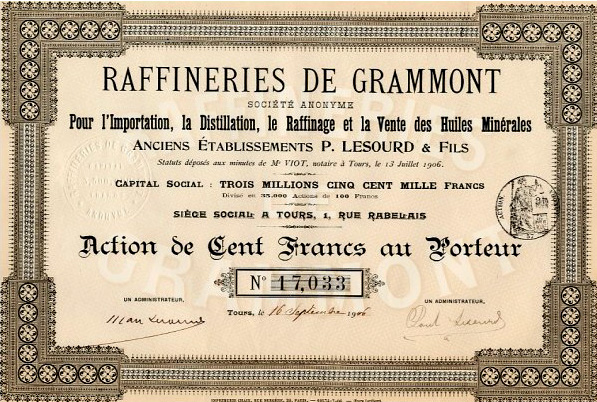 RAFFINERIES DE GRAMMONT
SOCIÉTÉ ANONYME
Pour l'Importation, la Distillation, le Raffinage et la Vente des Huiles Minérales
ANCIENS ÉTABLISSEMENTS P. LESOURD & FILS
Statuts déposés aux minutes de Me VIOT, notaire à Tours, le 13 Juillet 1906.
CAPITAL SOCIAL : TROIS MILLIONS CINQ CENT MILLE FRANCS
Divisé en 35.000 Actions de 100 Francs
SIÈGE SOCIAL A TOURS, 1, RUE RABELAIS
Action de Cent Francs au Porteur
No 17,033
UN ADMINISTRATEUR,
UN ADMINISTRATEUR,
Tours, le 16 Septembre 1906
RAFFINERIES
GRAMMONT
ACTION